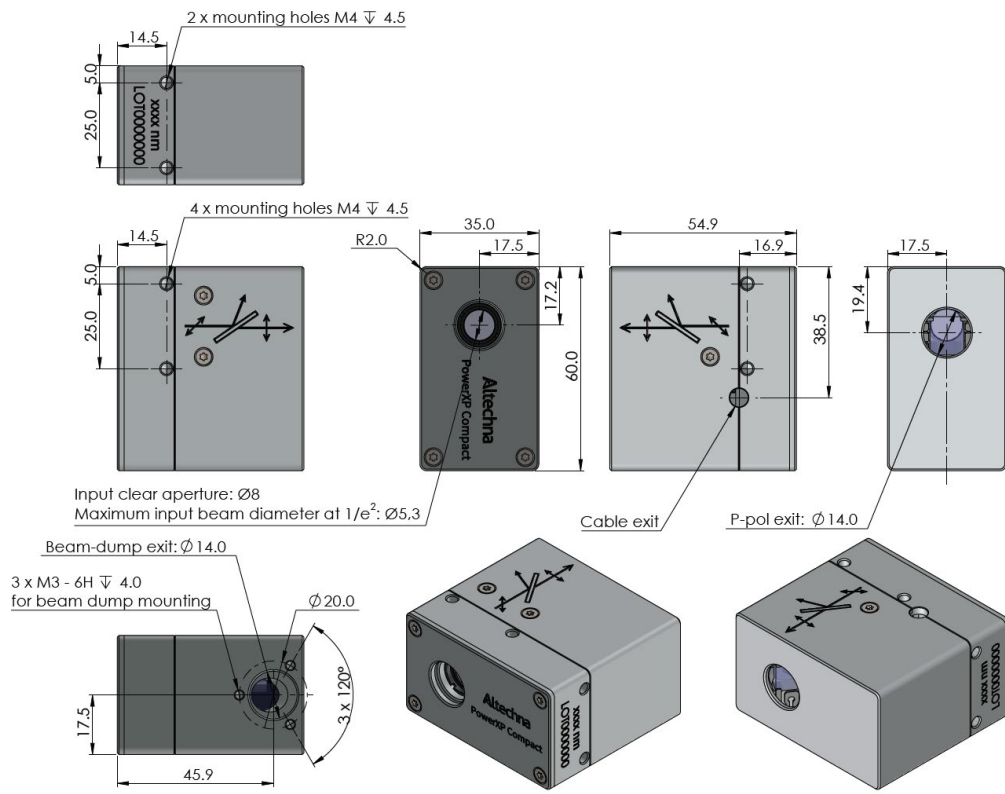 2 x mounting holes M4 ↧ 4.5
14.5
5.0
25.0
xxxx nm
LOT0000000
4 x mounting holes M4 ↧ 4.5
14.5
5.0
25.0
35.0
R2.0
17.5
17.2
60.0
Altechna
PowerXP Compact
54.9
16.9
38.5
17.5
19.4
Input clear aperture: Ø8
Maximum input beam diameter at 1/e²: Ø5,3
Cable exit
P-pol exit: Ø14.0
Beam-dump exit: Ø14.0
3 x M3 - 6H ↧ 4.0
for beam dump mounting
Ø20.0
3 x 120°
17.5
45.9
Altechna
PowerXP Compact
xxxx nm
LOT0000000
xxxx nm
LOT0000000